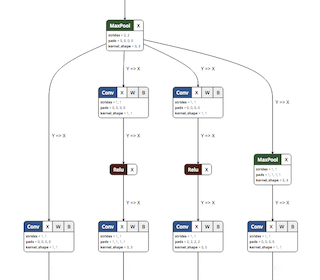 MaxPool X
strides = 2, 2
pads = 0, 0, 0, 0
kernel_shape = 3, 3
Y => X
Y => X
Conv X W B
strides = 1, 1
pads = 0, 0, 0, 0
kernel_shape = 1, 1
Conv X W B
strides = 1, 1
pads = 0, 0, 0, 0
kernel_shape = 1, 1
Y => X
Y => X
Y => X
Y => X
MaxPool X
strides = 1, 1
pads = 1, 1, 1, 1
kernel_shape = 3, 3
Relu X
Relu X
Y => X
Y => X
Y => X
Conv X W B
strides = 1, 1
pads = 0, 0, 0, 0
kernel_shape = 1, 1
Conv X W B
strides = 1, 1
pads = 1, 1, 1, 1
kernel_shape = 3, 3
Conv X W B
strides = 1, 1
pads = 2, 2, 2, 2
kernel_shape = 5, 5
Conv X W B
strides = 1, 1
pads = 0, 0, 0, 0
kernel_shape = 1, 1